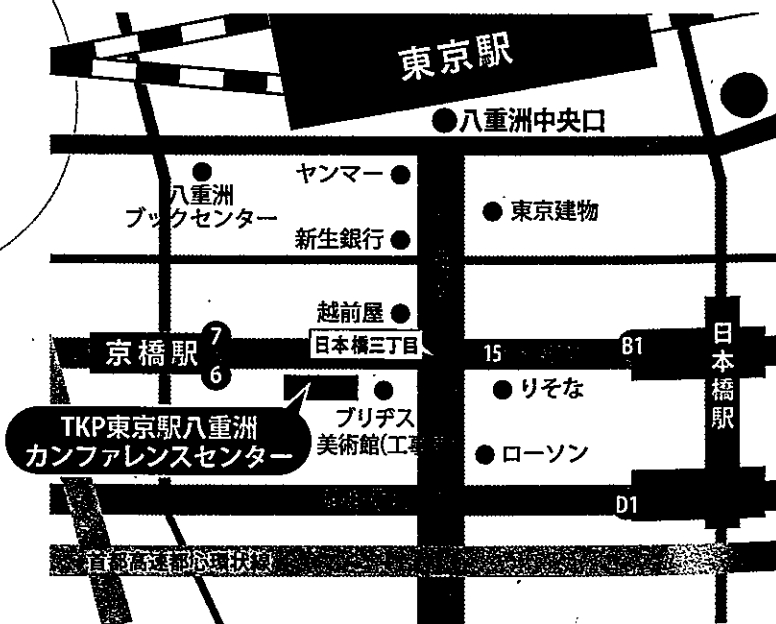 東京駅
八重洲中央口
ヤンマー
八重洲
ブックセンター
東京建物
新生銀行
越前屋
日本橋三丁目
京橋駅
7
6
15
B1
日本橋駅
りそな
ブリヂス
美術館(工事
TKP東京駅八重洲
カンファレンスセンター
ローソン
D1
首都高速都心環状線